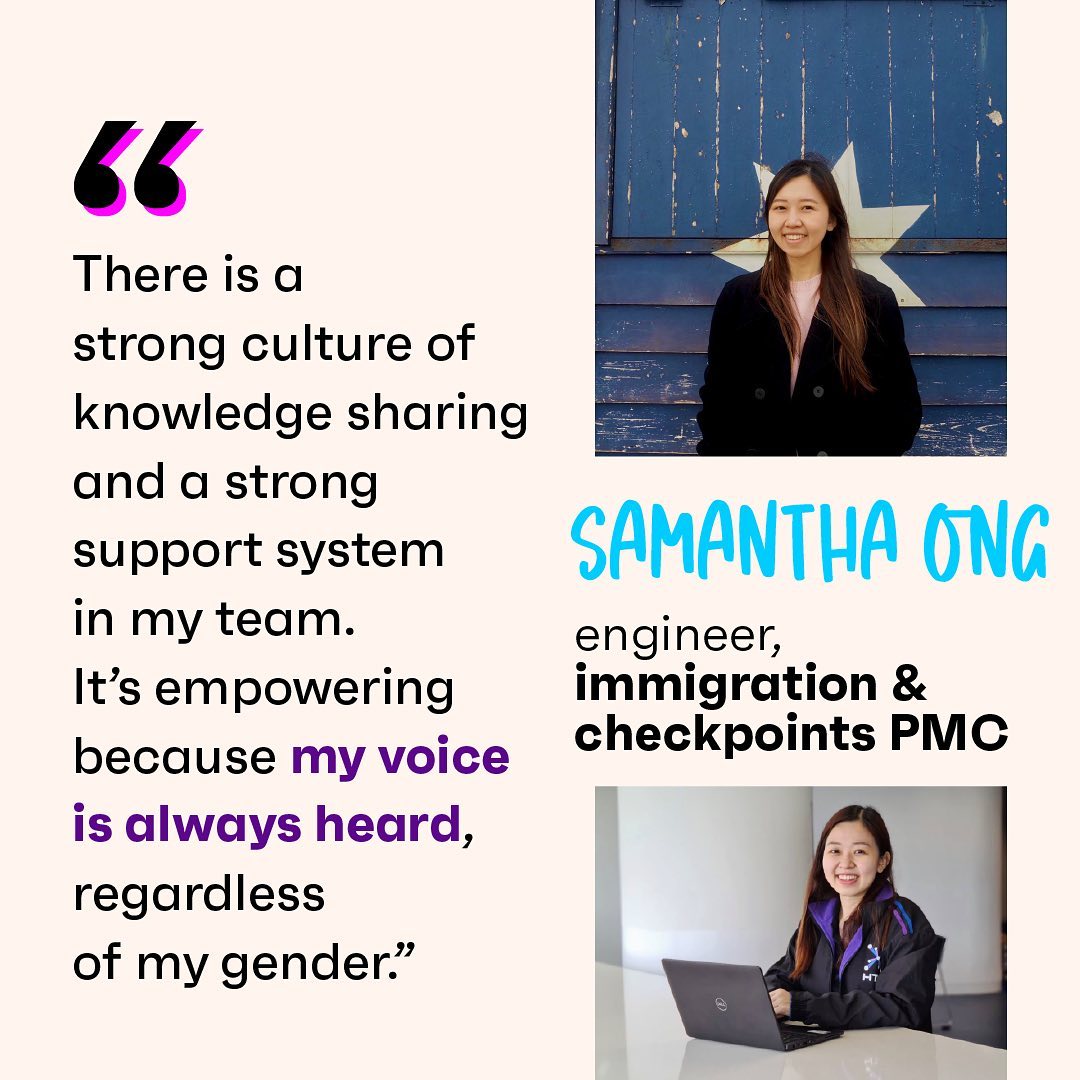 “
There is a
strong culture of
knowledge sharing
and a strong
support system
in my team.
It’s empowering
because my voice
is always heard,
regardless
of my gender.”
SAMANTHA ONG
engineer,
immigration &
checkpoints PMC
DELL